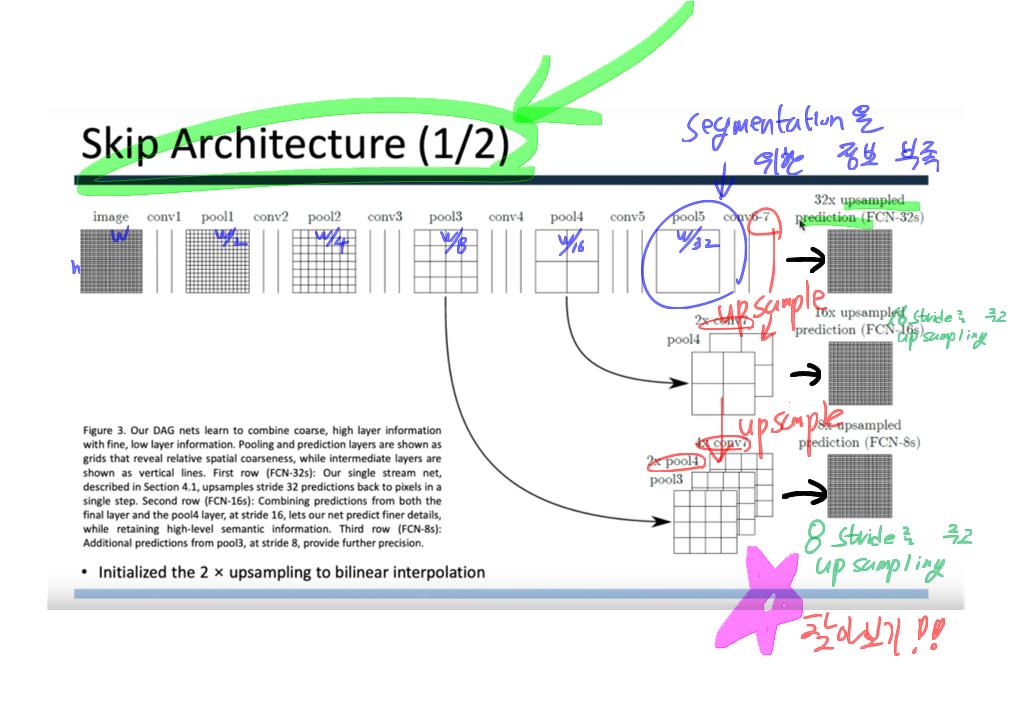 Skip Architecture (1/2)
segmentation을
위한 정보 부족
image conv1 pool1 conv2 pool2 conv3 pool3 conv4 pool4 conv5 pool5 conv6-7
32x upsampled
prediction (FCN-32s)
w w/2 w/4 w/8 w/16 w/32
h
upsample
2x conv7
pool4
16x upsampled
prediction (FCN-16s)
16 stride로 주고
up sampling
upsample
4x conv7
2x pool4
pool3
8x upsampled
prediction (FCN-8s)
8 stride로 주고
up sampling
Figure 3. Our DAG nets learn to combine coarse, high layer information
with fine, low layer information. Pooling and prediction layers are shown as
grids that reveal relative spatial coarseness, while intermediate layers are
shown as vertical lines. First row (FCN-32s): Our single stream net,
described in Section 4.1, upsamples stride 32 predictions back to pixels in a
single step. Second row (FCN-16s): Combining predictions from both the
final layer and the pool4 layer, at stride 16, lets our net predict finer details,
while retaining high-level semantic information. Third row (FCN-8s):
Additional predictions from pool3, at stride 8, provide further precision.
• Initialized the 2 × upsampling to bilinear interpolation
찾아보기!!